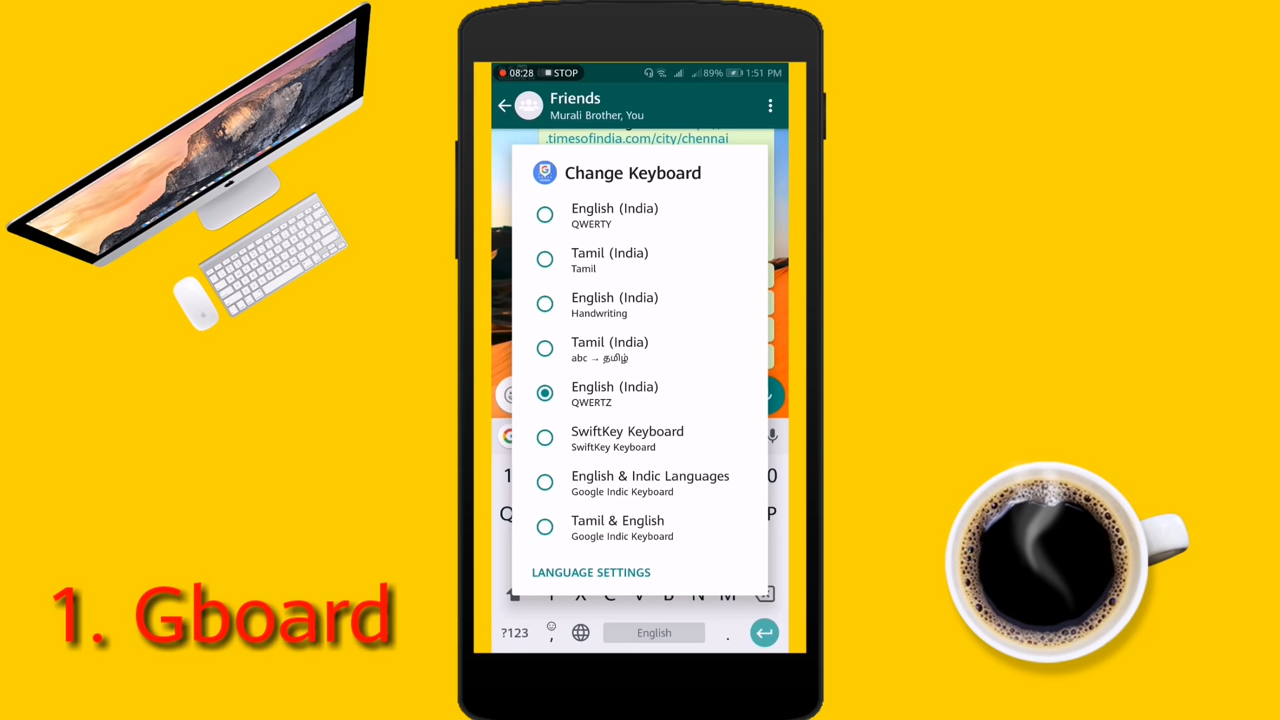 08:28 STOP 89% 1:51 PM
Friends
Murali Brother, You
.timesofindia.com/city/chennai
Change Keyboard
English (India)
QWERTY
Tamil (India)
Tamil
English (India)
Handwriting
Tamil (India)
abc → தமிழ்
English (India)
QWERTZ
SwiftKey Keyboard
SwiftKey Keyboard
English & Indic Languages
Google Indic Keyboard
Tamil & English
Google Indic Keyboard
LANGUAGE SETTINGS
1 0
Q P
Y X C V B N M
?123 , English .
1. Gboard